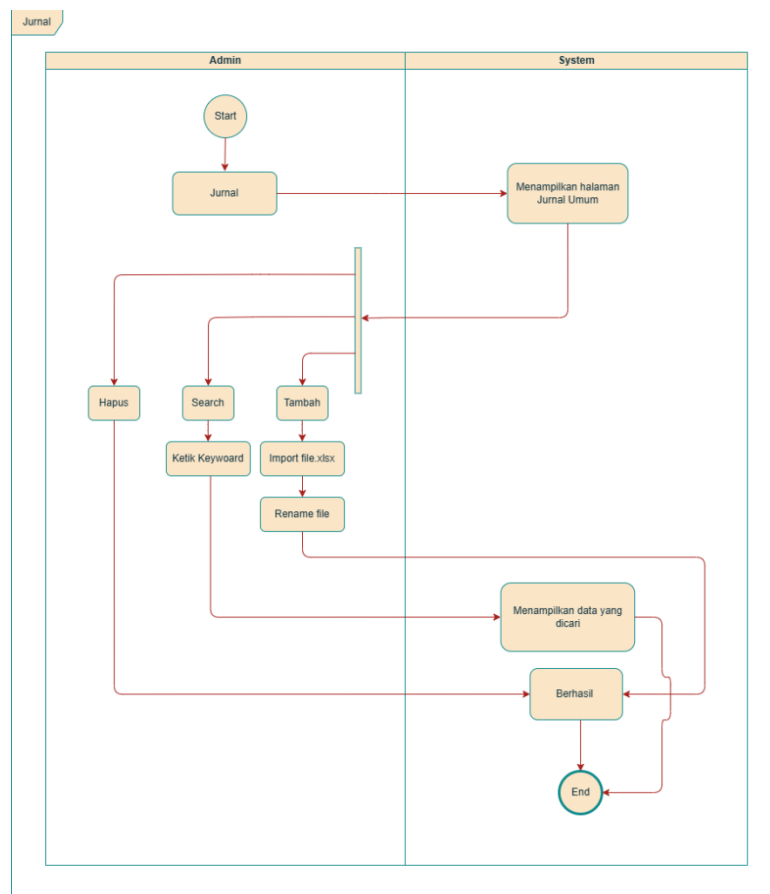 Jurnal
Admin
System
Start
Jurnal
Menampilkan halaman
Jurnal Umum
Hapus
Search
Tambah
Ketik Keywoard
Import file.xlsx
Rename file
Menampilkan data yang
dicari
Berhasil
End